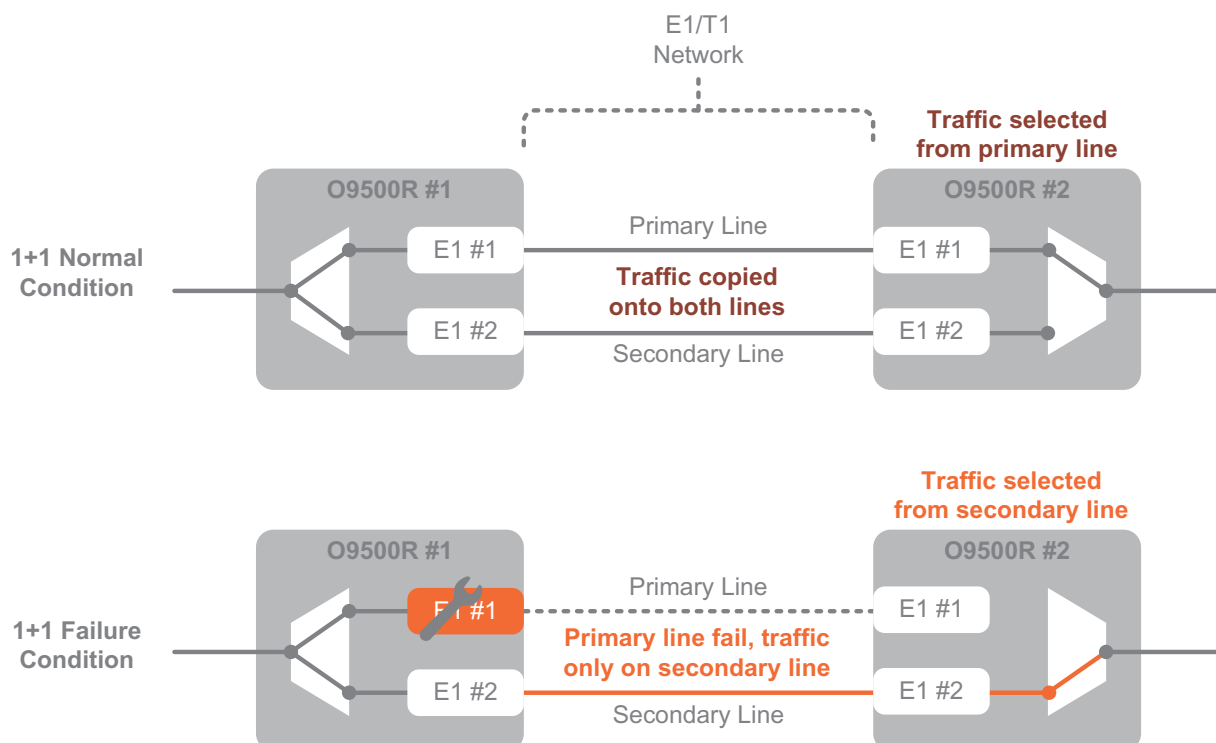 E1/T1
Network
Traffic selected
from primary line
O9500R #1
O9500R #2
1+1 Normal
Condition
E1 #1
Primary Line
E1 #1
Traffic copied
onto both lines
E1 #2
Secondary Line
E1 #2
Traffic selected
from secondary line
O9500R #1
O9500R #2
1+1 Failure
Condition
E1 #1
Primary Line
E1 #1
Primary line fail, traffic
only on secondary line
E1 #2
Secondary Line
E1 #2